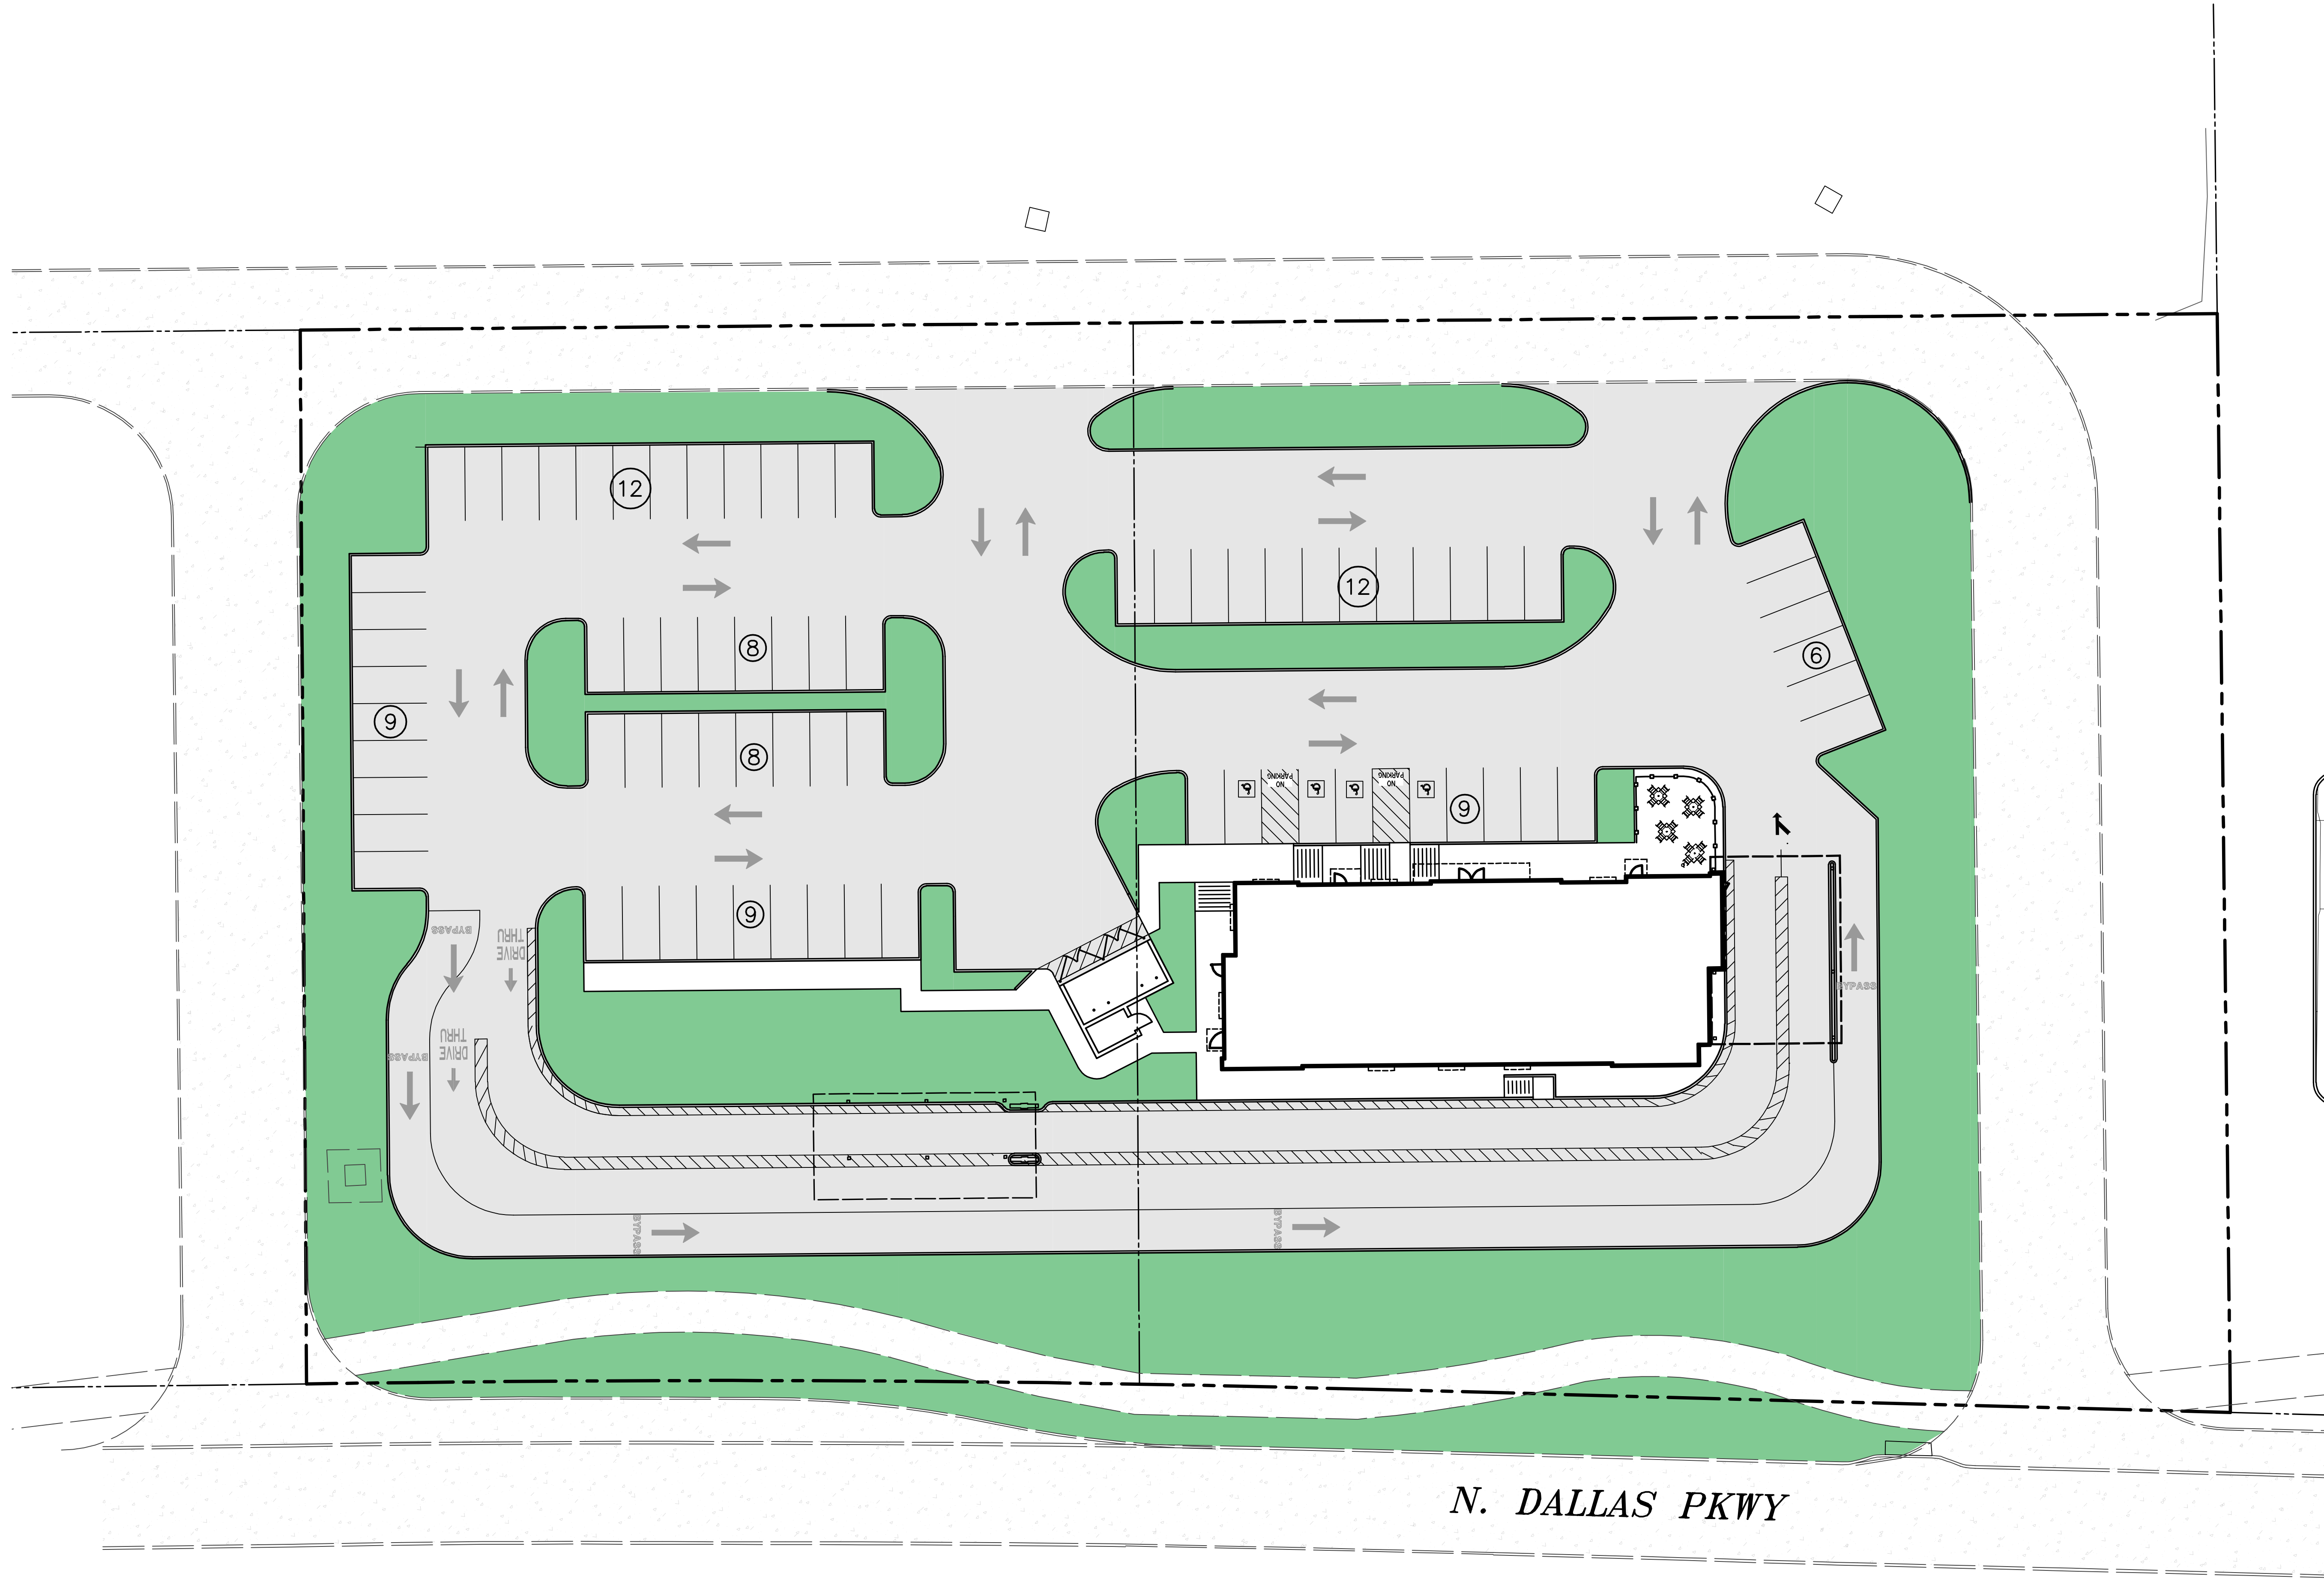 12
12
8
6
9
8
NO
PARKING
NO
PARKING
9
9
BYPASS
DRIVE
THRU
BYPASS
DRIVE
THRU
BYPASS
BYPASS
BYPASS
N. DALLAS PKWY